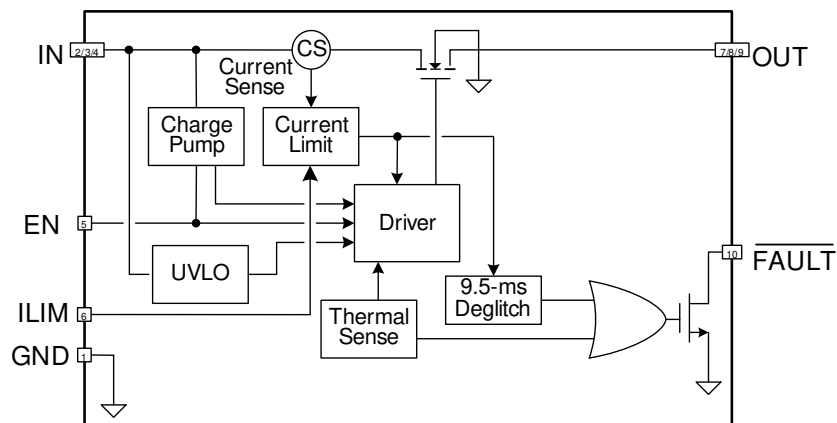 IN
2/3/4
CS
Current
Sense
7/8/9
OUT
Charge
Pump
Current
Limit
EN
5
Driver
UVLO
10
FAULT
9.5-ms
Deglitch
ILIM
6
Thermal
Sense
GND
1